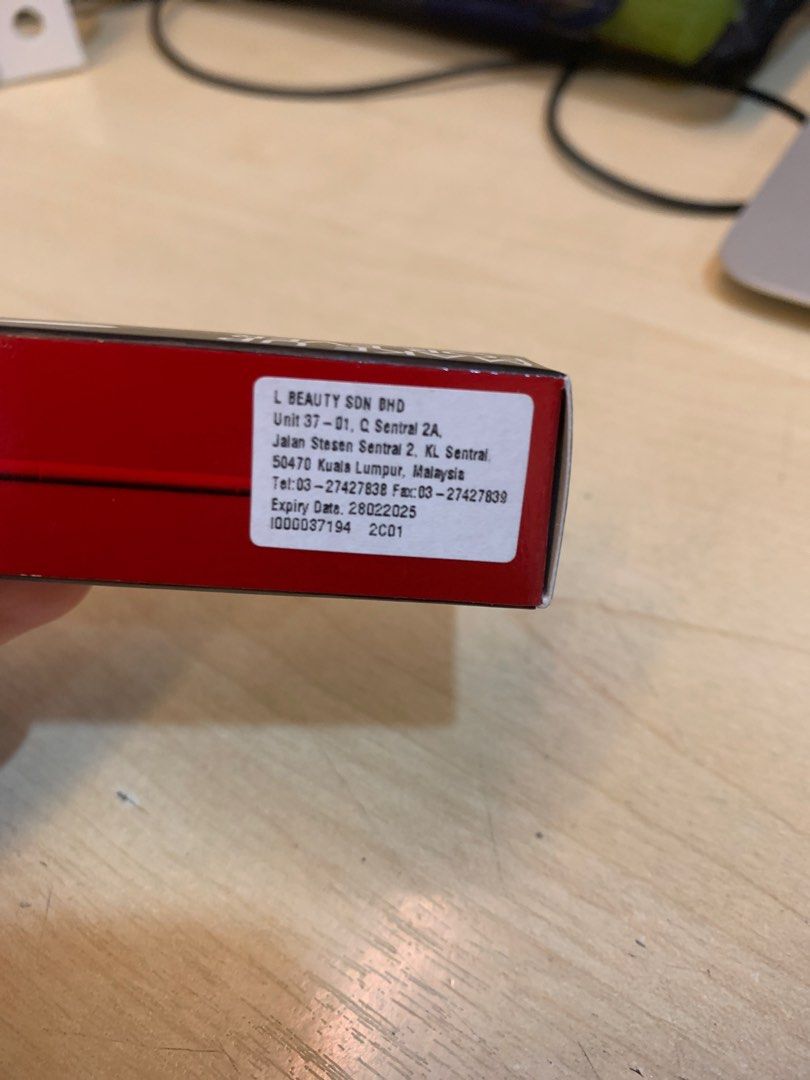 L BEAUTY SDN BHD
Unit 37-01, Q Sentral 2A,
Jalan Stesen Sentral 2, KL Sentral,
50470 Kuala Lumpur, Malaysia
Tel:03-27427838 Fax:03-27427839
Expiry Date. 28022025
I000037194 2C01